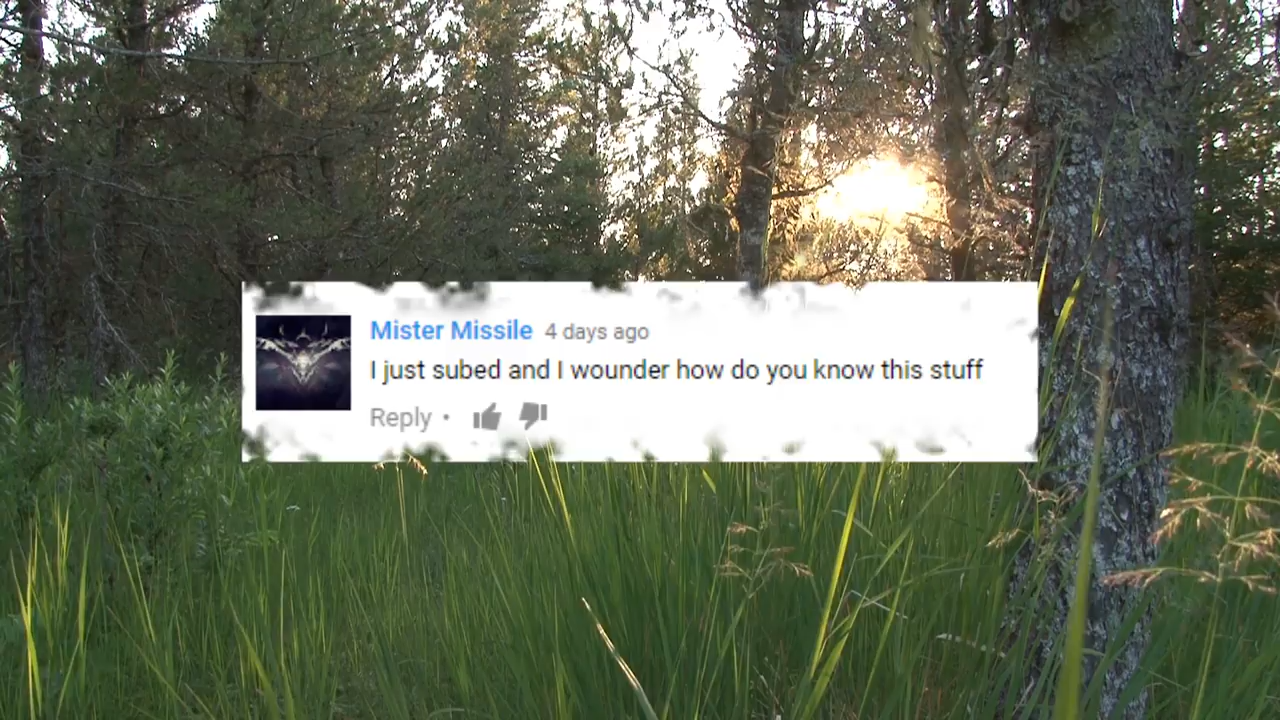 Mister Missile 4 days ago
I just subed and I wounder how do you know this stuff
Reply •